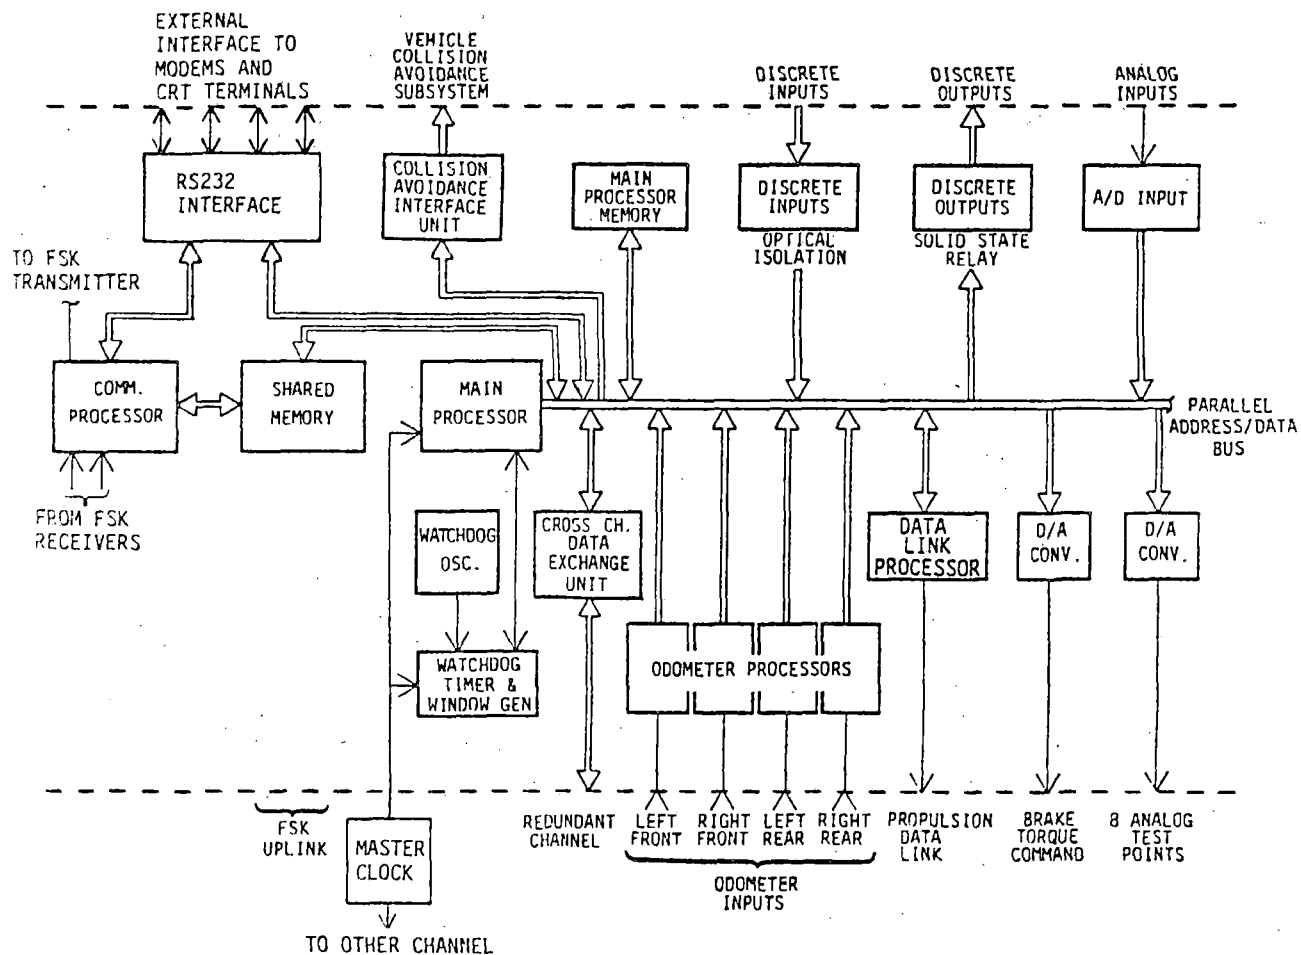 EXTERNAL
INTERFACE TO
MODEMS AND
CRT TERMINALS
VEHICLE
COLLISION
AVOIDANCE
SUBSYSTEM
DISCRETE
INPUTS
DISCRETE
OUTPUTS
ANALOG
INPUTS
RS232
INTERFACE
COLLISION
AVOIDANCE
INTERFACE
UNIT
MAIN
PROCESSOR
MEMORY
DISCRETE
INPUTS
OPTICAL
ISOLATION
DISCRETE
OUTPUTS
SOLID STATE
RELAY
A/D INPUT
TO FSK
TRANSMITTER
COMM.
PROCESSOR
SHARED
MEMORY
MAIN
PROCESSOR
PARALLEL
ADDRESS/DATA
BUS
FROM FSK
RECEIVERS
WATCHDOG
OSC.
CROSS CH.
DATA
EXCHANGE
UNIT
DATA
LINK
PROCESSOR
D/A
CONV.
D/A
CONV.
WATCHDOG
TIMER &
WINDOW GEN
ODOMETER PROCESSORS
FSK
UPLINK
MASTER
CLOCK
TO OTHER CHANNEL
REDUNDANT
CHANNEL
LEFT
FRONT
RIGHT
FRONT
LEFT
REAR
RIGHT
REAR
ODOMETER
INPUTS
PROPULSION
DATA
LINK
BRAKE
TORQUE
COMMAND
8 ANALOG
TEST
POINTS